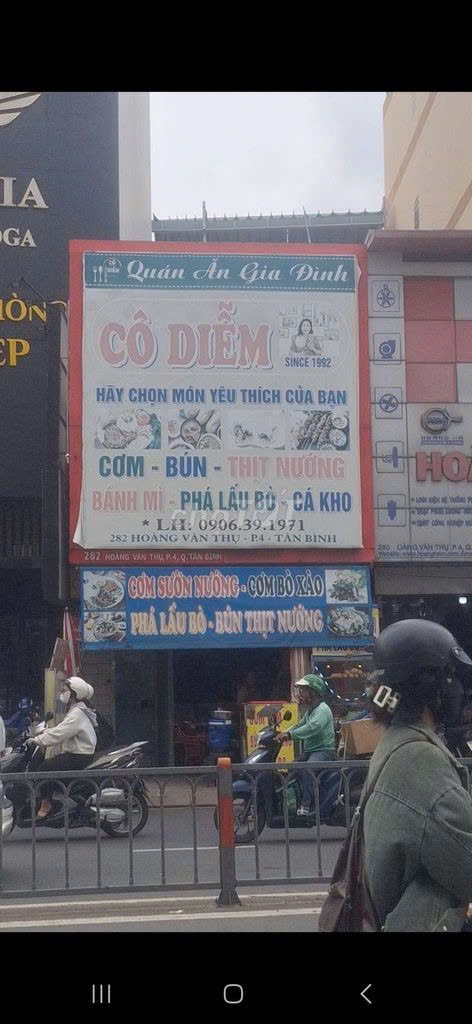 IA
OGA
HÒN
ẸP
CÔ DIỄM
Quán Ăn Gia Đình
CÔ DIỄM
SINCE 1992
HÃY CHỌN MÓN YÊU THÍCH CỦA BẠN
CƠM - BÚN - THỊT NƯỚNG
BÁNH MÌ - PHÁ LẤU BÒ - CÁ KHO
* LH: 0906.39.1971
282 HOÀNG VĂN THỤ - P.4 - TÂN BÌNH
282 HOÀNG VĂN THỤ, P.4, Q. TÂN BÌNH
CƠM SƯỜN NƯỚNG - CƠM BÒ XÀO
PHÁ LẤU BÒ - BÚN THỊT NƯỚNG
HOA